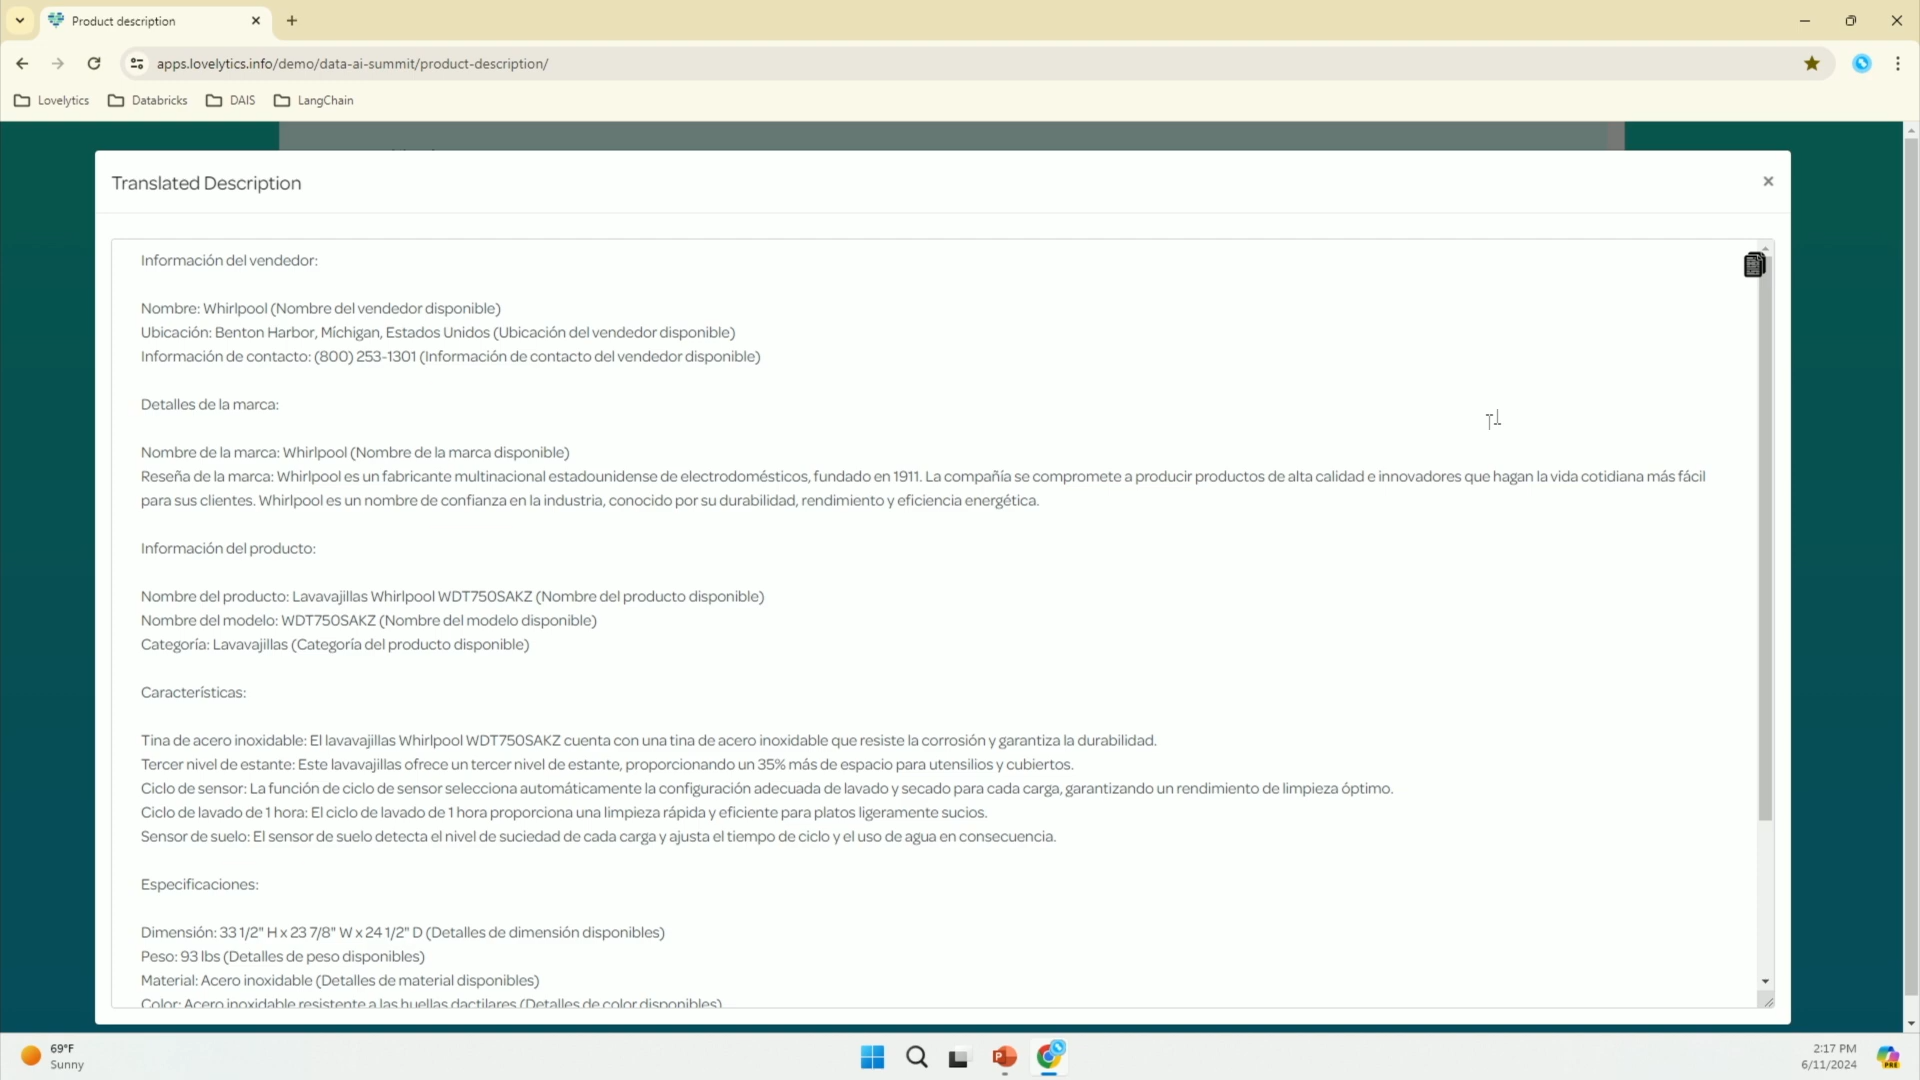 Product description
apps.lovelytics.info/demo/data-ai-summit/product-description/
Lovelytics
Databricks
DAIS
LangChain
Translated Description
Información del vendedor:
Nombre: Whirlpool (Nombre del vendedor disponible)
Ubicación: Benton Harbor, Míchigan, Estados Unidos (Ubicación del vendedor disponible)
Información de contacto: (800) 253-1301 (Información de contacto del vendedor disponible)
Detalles de la marca:
Nombre de la marca: Whirlpool (Nombre de la marca disponible)
Reseña de la marca: Whirlpool es un fabricante multinacional estadounidense de electrodomésticos, fundado en 1911. La compañía se compromete a producir productos de alta calidad e innovadores que hagan la vida cotidiana más fácil
para sus clientes. Whirlpool es un nombre de confianza en la industria, conocido por su durabilidad, rendimiento y eficiencia energética.
Información del producto:
Nombre del producto: Lavavajillas Whirlpool WDT750SAKZ (Nombre del producto disponible)
Nombre del modelo: WDT750SAKZ (Nombre del modelo disponible)
Categoría: Lavavajillas (Categoría del producto disponible)
Características:
Tina de acero inoxidable: El lavavajillas Whirlpool WDT750SAKZ cuenta con una tina de acero inoxidable que resiste la corrosión y garantiza la durabilidad.
Tercer nivel de estante: Este lavavajillas ofrece un tercer nivel de estante, proporcionando un 35% más de espacio para utensilios y cubiertos.
Ciclo de sensor: La función de ciclo de sensor selecciona automáticamente la configuración adecuada de lavado y secado para cada carga, garantizando un rendimiento de limpieza óptimo.
Ciclo de lavado de 1 hora: El ciclo de lavado de 1 hora proporciona una limpieza rápida y eficiente para platos ligeramente sucios.
Sensor de suelo: El sensor de suelo detecta el nivel de suciedad de cada carga y ajusta el tiempo de ciclo y el uso de agua en consecuencia.
Especificaciones:
Dimensión: 33 1/2" H x 23 7/8" W x 24 1/2" D (Detalles de dimensión disponibles)
Peso: 93 lbs (Detalles de peso disponibles)
Material: Acero inoxidable (Detalles de material disponibles)
Color: Acero inoxidable resistente a las huellas dactilares (Detalles de color disponibles)
69°F
Sunny
2:17 PM
6/11/2024